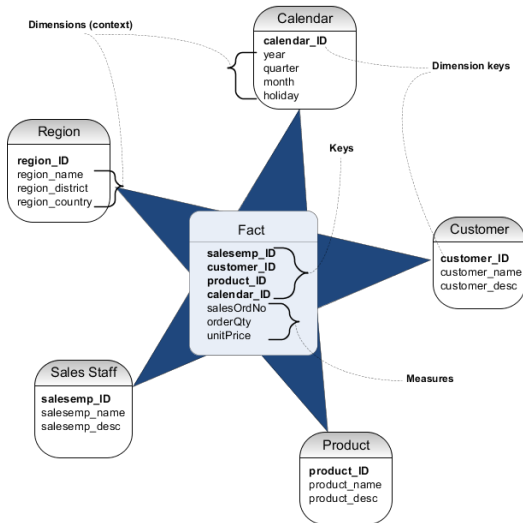 Calendar
Dimensions (context)
calendar_ID
year
quarter
month
holiday
Dimension keys
Region
region_ID
region_name
region_district
region_country
Keys
Fact
salesemp_ID
customer_ID
product_ID
calendar_ID
salesOrdNo
orderQty
unitPrice
Customer
customer_ID
customer_name
customer_desc
Sales Staff
salesemp_ID
salesemp_name
salesemp_desc
Measures
Product
product_ID
product_name
product_desc